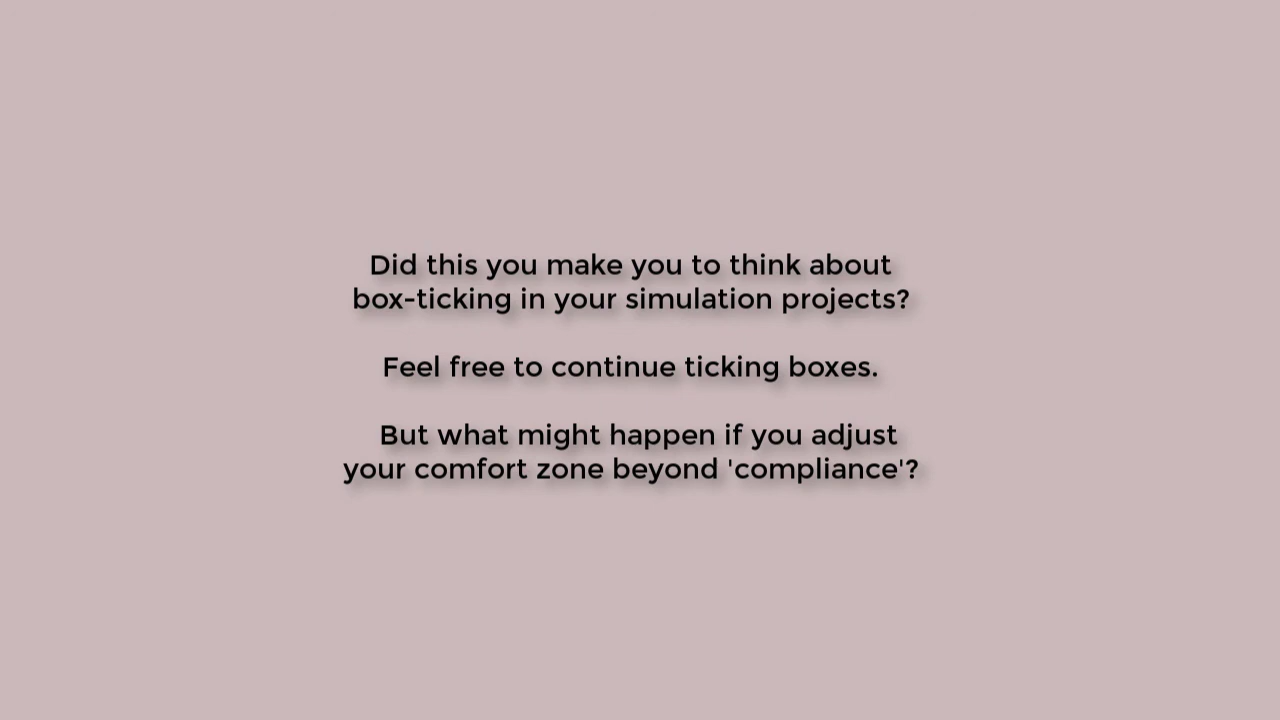 Did this you make you to think about
box-ticking in your simulation projects?
Feel free to continue ticking boxes.
But what might happen if you adjust
your comfort zone beyond 'compliance'?